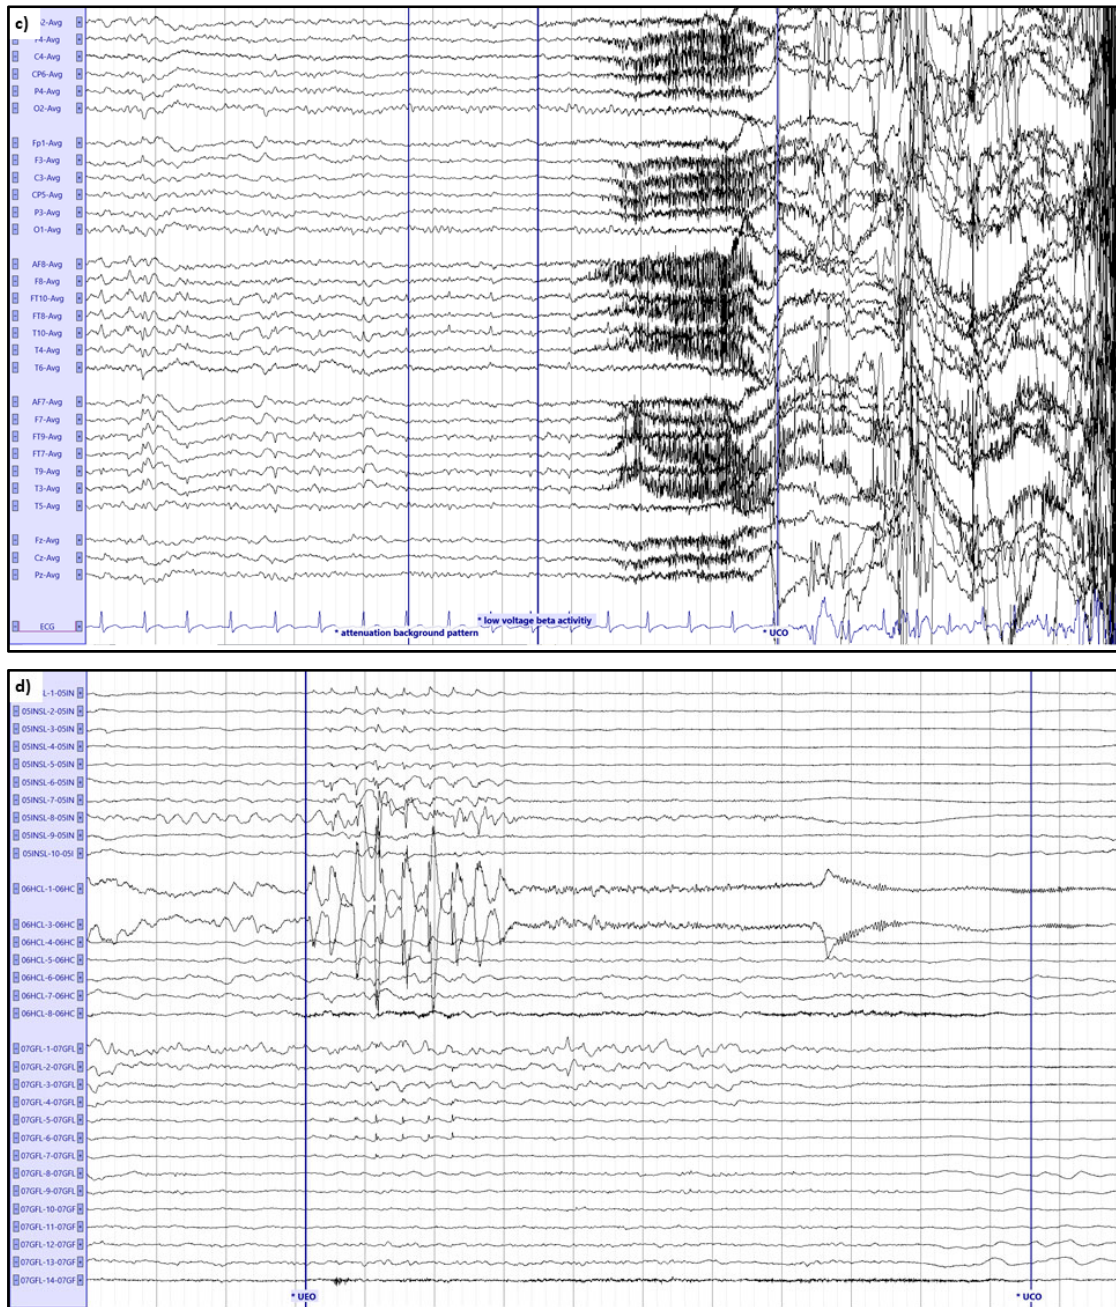 c)
F4-Avg
C4-Avg
CP6-Avg
P4-Avg
O2-Avg
Fp1-Avg
F3-Avg
C3-Avg
CP5-Avg
P3-Avg
O1-Avg
AF8-Avg
F8-Avg
FT10-Avg
FT8-Avg
T10-Avg
T4-Avg
T6-Avg
AF7-Avg
F7-Avg
FT9-Avg
FT7-Avg
T9-Avg
T3-Avg
T5-Avg
Fz-Avg
Cz-Avg
Pz-Avg
ECG
* low voltage beta activitiy
* attenuation background pattern
* UCO
d)
L-1-05IN
05INSL-2-05IN
05INSL-3-05IN
05INSL-4-05IN
05INSL-5-05IN
05INSL-6-05IN
05INSL-7-05IN
05INSL-8-05IN
05INSL-9-05IN
05INSL-10-05I
06HCL-1-06HC
06HCL-3-06HC
06HCL-4-06HC
06HCL-5-06HC
06HCL-6-06HC
06HCL-7-06HC
06HCL-8-06HC
07GFL-1-07GFL
07GFL-2-07GFL
07GFL-3-07GFL
07GFL-4-07GFL
07GFL-5-07GFL
07GFL-6-07GFL
07GFL-7-07GFL
07GFL-8-07GFL
07GFL-9-07GFL
07GFL-10-07GF
07GFL-11-07GF
07GFL-12-07GF
07GFL-13-07GF
07GFL-14-07GF
* UEO
* UCO